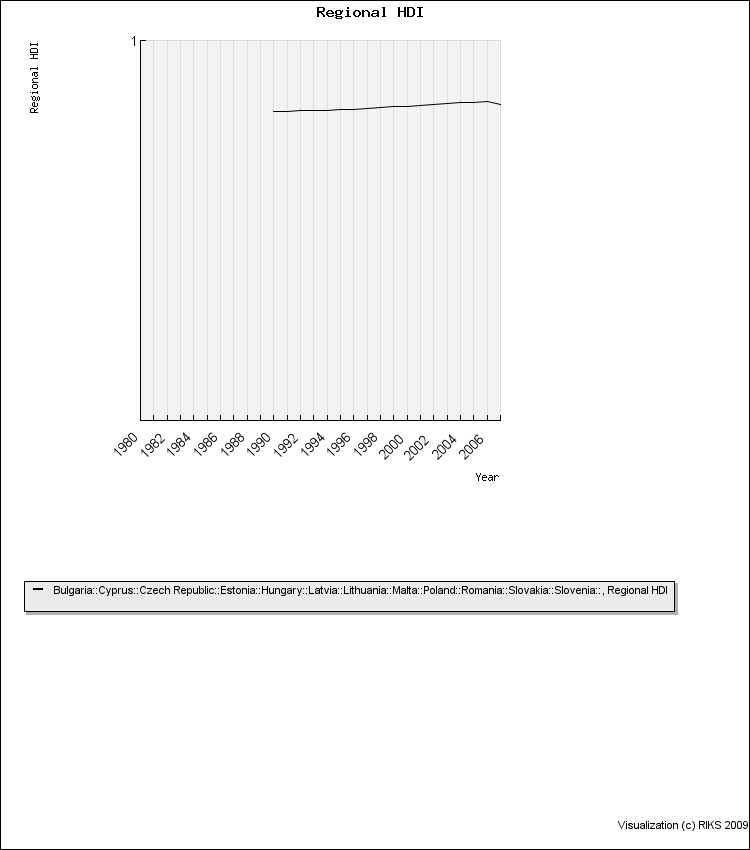 Regional HDI
Regional HDI
1
1980 1982 1984 1986 1988 1990 1992 1994 1996 1998 2000 2002 2004 2006
Year
Bulgaria::Cyprus::Czech Republic::Estonia::Hungary::Latvia::Lithuania::Malta::Poland::Romania::Slovakia::Slovenia::, Regional HDI
Visualization (c) RIKS 2009